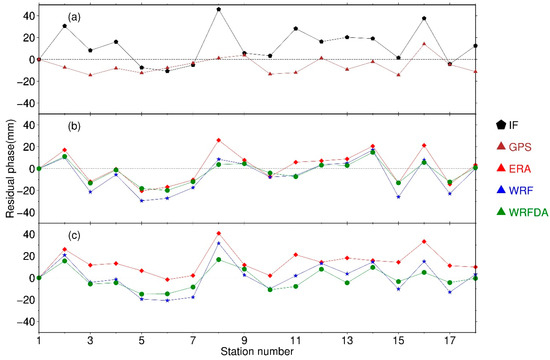 (a)
40
20
0
−20
−40
(b)
40
20
0
−20
−40
(c)
40
20
0
−20
−40
Residual phase(mm)
1 3 5 7 9 11 13 15 17
Station number
IF
GPS
ERA
WRF
WRFDA